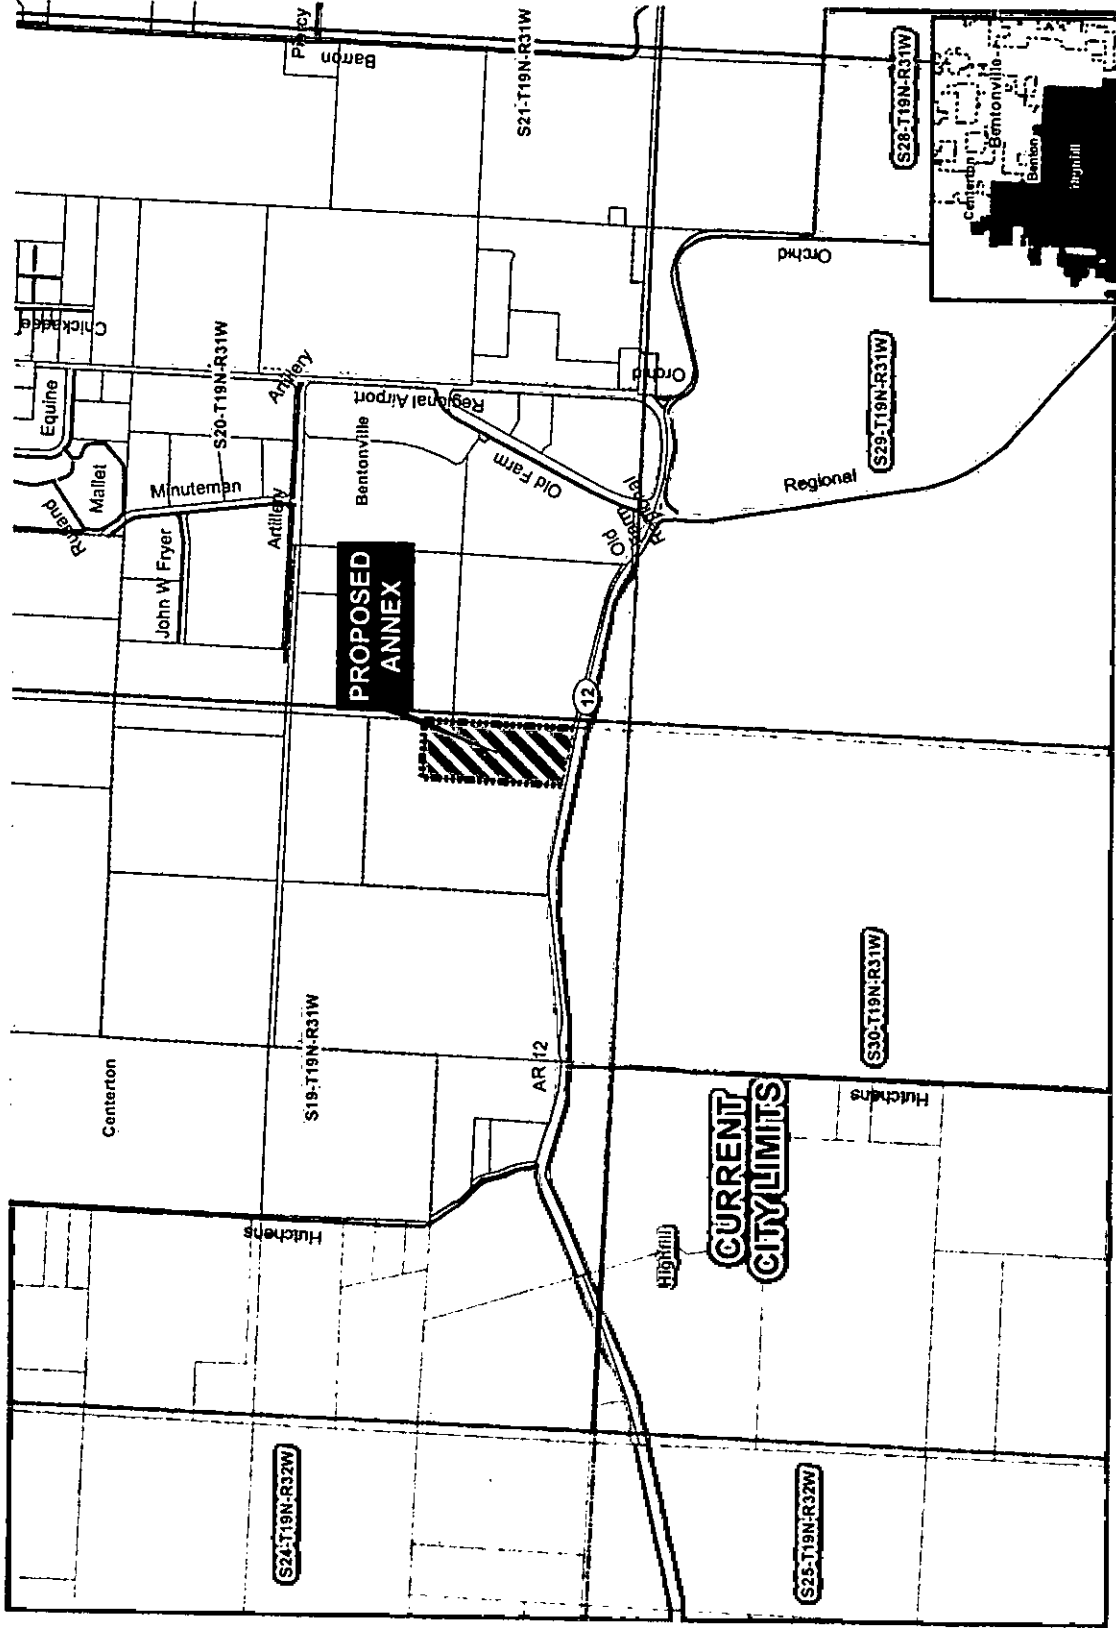 S24-T19N-R32W
Hutchens
Centerton
S19-T19N-R31W
AR 12
PROPOSED
ANNEX
12
John W Fryer
Minuteman
Artillery
Artillery
Mallet
Equine
Chickadee
S20-T19N-R31W
Bentonville
Regional Airport
Old Farm
Old
Orchid
Orchid
Barron
S21-T19N-R31W
S25-T19N-R32W
Highfill
CURRENT
CITY LIMITS
Hutchens
S30-T19N-R31W
Regional
S29-T19N-R31W
S28-T19N-R31W
Centerton
Bentonville
Benton
Highfill